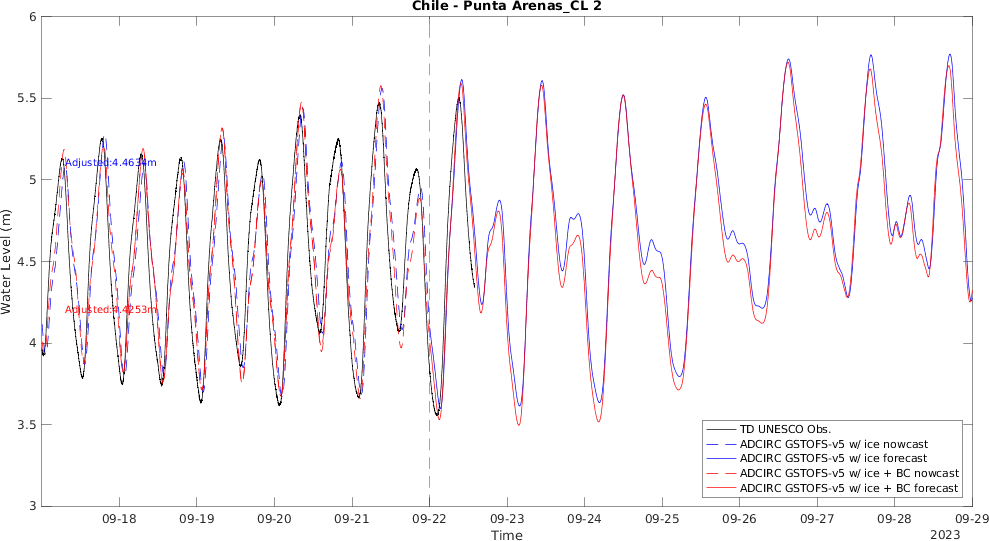 Chile - Punta Arenas_CL 2
6
5.5
5
4.5
4
3.5
3
Water Level (m)
Adjusted:4.4634m
Adjusted:4.4253m
TD UNESCO Obs.
ADCIRC GSTOFS-v5 w/ ice nowcast
ADCIRC GSTOFS-v5 w/ ice forecast
ADCIRC GSTOFS-v5 w/ ice + BC nowcast
ADCIRC GSTOFS-v5 w/ ice + BC forecast
09-18 09-19 09-20 09-21 09-22 09-23 09-24 09-25 09-26 09-27 09-28 09-29
Time
2023